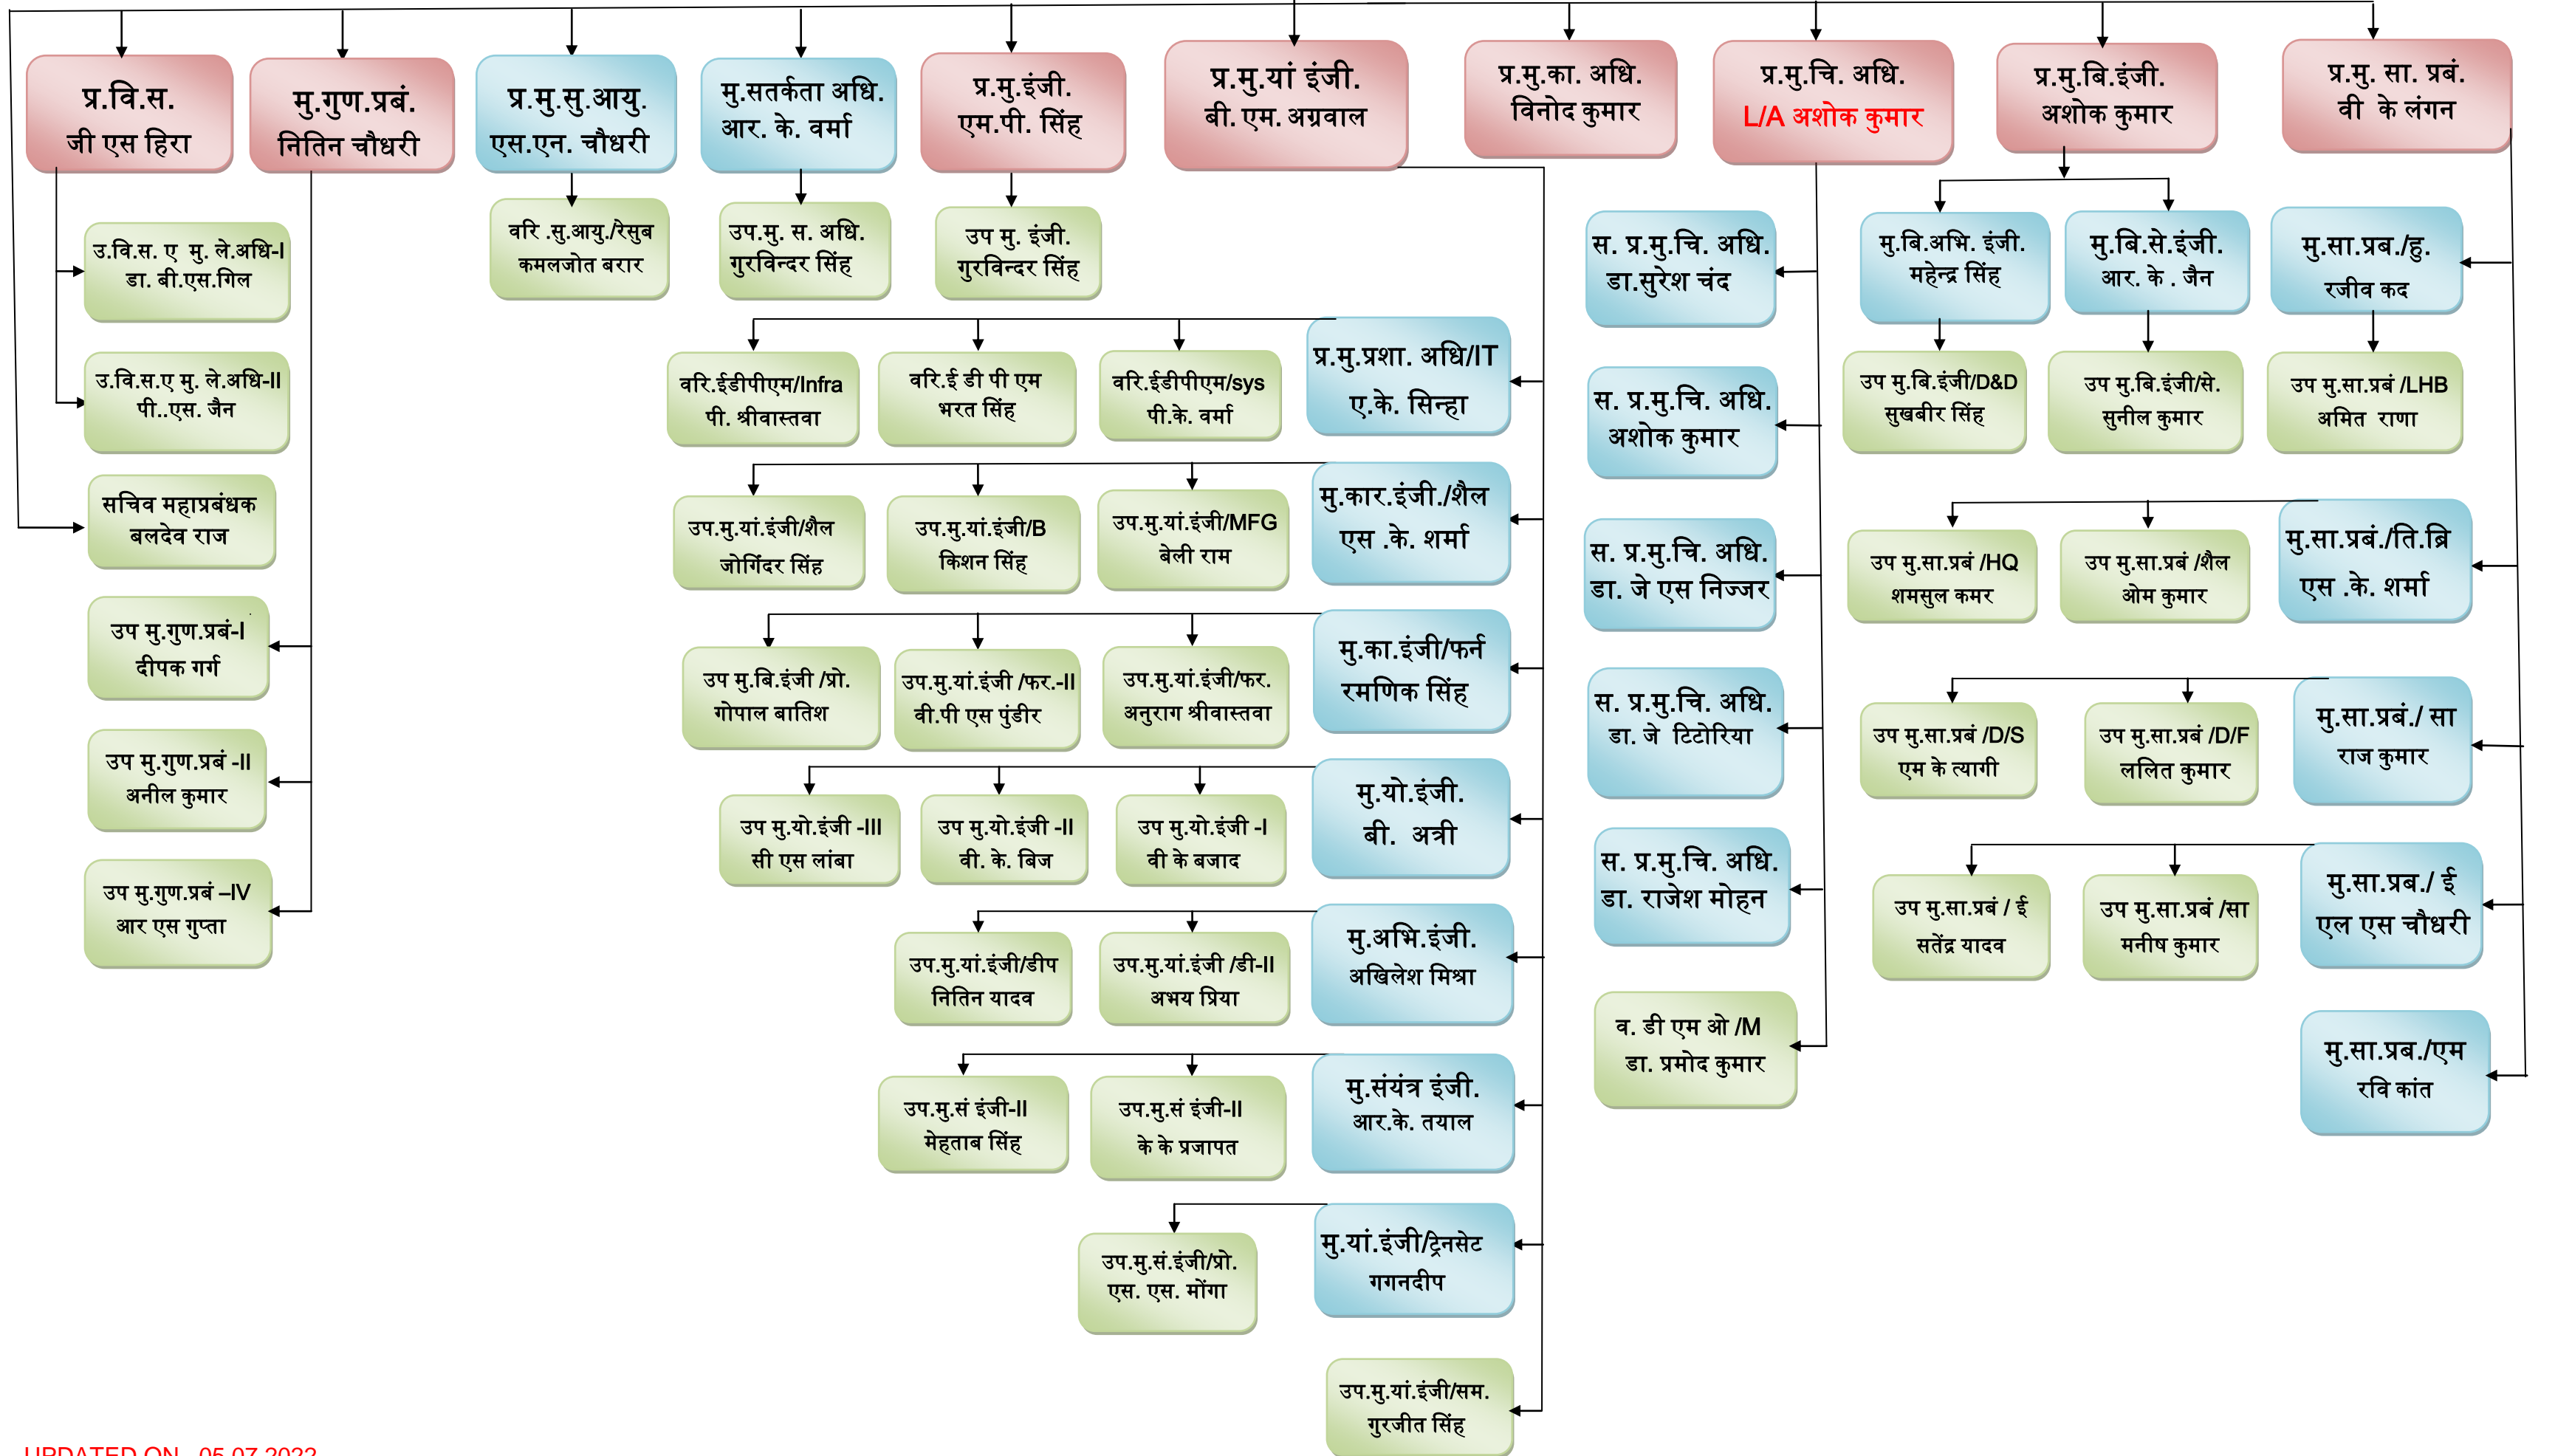 प्र.वि.स.
जी एस हिरा
मु.गुण.प्रबं.
नितिन चौधरी
प्र.मु.सु.आयु.
एस.एन. चौधरी
मु.सतर्कता अधि.
आर. के. वर्मा
प्र.मु.इंजी.
एम.पी. सिंह
प्र.मु.यां इंजी.
बी. एम. अग्रवाल
प्र.मु.का. अधि.
विनोद कुमार
प्र.मु.चि. अधि.
L/A अशोक कुमार
प्र.मु.बि.इंजी.
अशोक कुमार
प्र.मु. सा. प्रबं.
वी के लंगन
उ.वि.स. ए मु. ले.अधि-I
डा. बी.एस.गिल
उ.वि.स.ए मु. ले.अधि-II
पी..एस. जैन
सचिव महाप्रबंधक
बलदेव राज
उप मु.गुण.प्रबं-I
दीपक गर्ग
उप मु.गुण.प्रबं -II
अनील कुमार
उप मु.गुण.प्रबं –IV
आर एस गुप्ता
वरि .सु.आयु./रेसुब
कमलजोत बरार
उप.मु. स. अधि.
गुरविन्दर सिंह
उप मु. इंजी.
गुरविन्दर सिंह
वरि.ईडीपीएम/Infra
पी. श्रीवास्तवा
वरि.ई डी पी एम
भरत सिंह
वरि.ईडीपीएम/sys
पी.के. वर्मा
प्र.मु.प्रशा. अधि/IT
ए.के. सिन्हा
उप.मु.यां.इंजी/शैल
जोगिंदर सिंह
उप.मु.यां.इंजी/B
किशन सिंह
उप.मु.यां.इंजी/MFG
बेली राम
मु.कार.इंजी./शैल
एस .के. शर्मा
उप मु.बि.इंजी /प्रो.
गोपाल बातिश
उप.मु.यां.इंजी /फर.-II
वी.पी एस पुंडीर
उप.मु.यां.इंजी/फर.
अनुराग श्रीवास्तवा
मु.का.इंजी/फर्न
रमणिक सिंह
उप मु.यो.इंजी -III
सी एस लांबा
उप मु.यो.इंजी -II
वी. के. बिज
उप मु.यो.इंजी -I
वी के बजाद
मु.यो.इंजी.
बी. अत्री
उप.मु.यां.इंजी/डीप
नितिन यादव
उप.मु.यां.इंजी /डी-II
अभय प्रिया
मु.अभि.इंजी.
अखिलेश मिश्रा
उप.मु.सं इंजी-II
मेहताब सिंह
उप.मु.सं इंजी-II
के के प्रजापत
मु.संयंत्र इंजी.
आर.के. तयाल
उप.मु.सं.इंजी/प्रो.
एस. एस. मोंगा
मु.यां.इंजी/ट्रेनसेट
गगनदीप
उप.मु.यां.इंजी/सम.
गुरजीत सिंह
स. प्र.मु.चि. अधि.
डा.सुरेश चंद
स. प्र.मु.चि. अधि.
अशोक कुमार
स. प्र.मु.चि. अधि.
डा. जे एस निज्जर
स. प्र.मु.चि. अधि.
डा. जे टिटोरिया
स. प्र.मु.चि. अधि.
डा. राजेश मोहन
व. डी एम ओ /M
डा. प्रमोद कुमार
मु.बि.अभि. इंजी.
महेन्द्र सिंह
मु.बि.से.इंजी.
आर. के . जैन
मु.सा.प्रब./हु.
रजीव कद
उप मु.बि.इंजी/D&D
सुखबीर सिंह
उप मु.बि.इंजी/से.
सुनील कुमार
उप मु.सा.प्रबं /LHB
अमित राणा
उप मु.सा.प्रबं /HQ
शमसुल कमर
उप मु.सा.प्रबं /शैल
ओम कुमार
मु.सा.प्रबं./ति.ब्रि
एस .के. शर्मा
उप मु.सा.प्रबं /D/S
एम के त्यागी
उप मु.सा.प्रबं /D/F
ललित कुमार
मु.सा.प्रबं./ सा
राज कुमार
उप मु.सा.प्रबं / ई
सतेंद्र यादव
उप मु.सा.प्रबं /सा
मनीष कुमार
मु.सा.प्रब./ ई
एल एस चौधरी
मु.सा.प्रब./एम
रवि कांत
UPDATED ON 05.07.2022